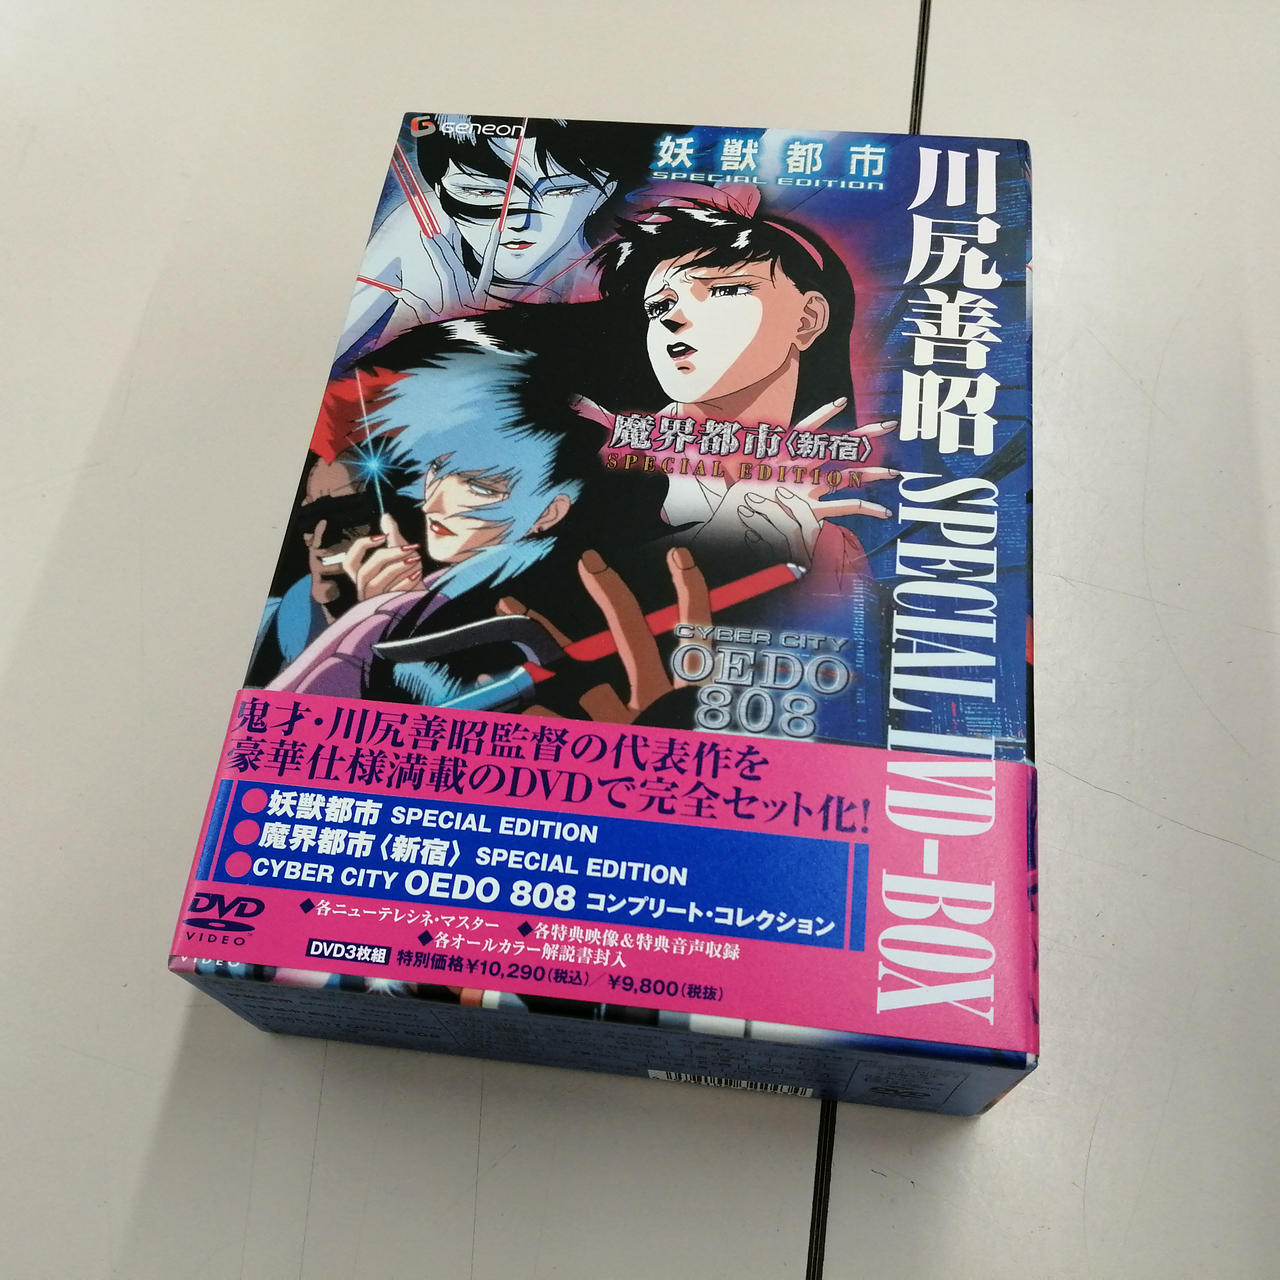 Geneon
妖獣都市
SPECIAL EDITION
川尻善昭 SPECIAL DVD-BOX
魔界都市〈新宿〉
SPECIAL EDITION
CYBER CITY
OEDO
808
鬼才・川尻善昭監督の代表作を
豪華仕様満載のDVDで完全セット化!
●妖獣都市 SPECIAL EDITION
●魔界都市〈新宿〉 SPECIAL EDITION
●CYBER CITY OEDO 808 コンプリート・コレクション
DVD
VIDEO
◆各ニューテレシネ・マスター ◆各特典映像&特典音声収録
◆各オールカラー解説書封入
DVD3枚組 特別価格¥10,290(税込)/¥9,800(税抜)
VIDEO